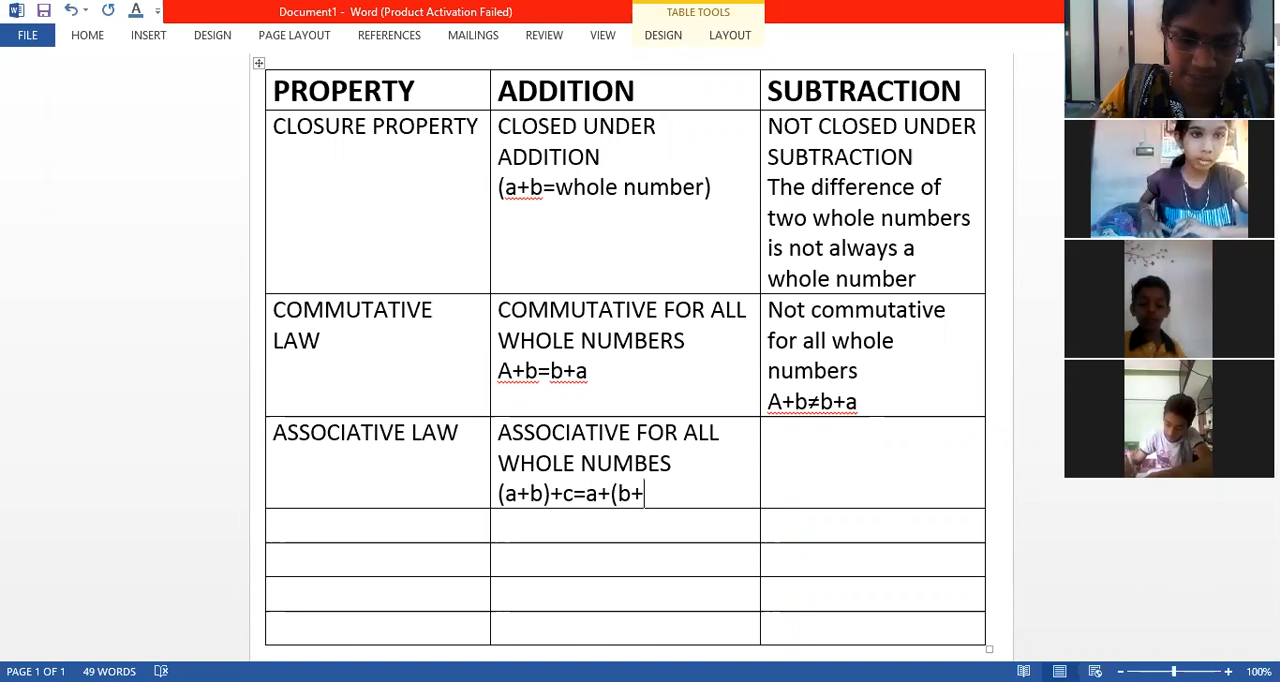 Document1 - Word (Product Activation Failed)
TABLE TOOLS
FILE HOME INSERT DESIGN PAGE LAYOUT REFERENCES MAILINGS REVIEW VIEW DESIGN LAYOUT
PROPERTY ADDITION SUBTRACTION
CLOSURE PROPERTY
CLOSED UNDER
ADDITION
(a+b=whole number)
NOT CLOSED UNDER
SUBTRACTION
The difference of
two whole numbers
is not always a
whole number
COMMUTATIVE
LAW
COMMUTATIVE FOR ALL
WHOLE NUMBERS
A+b=b+a
Not commutative
for all whole
numbers
A+b≠b+a
ASSOCIATIVE LAW
ASSOCIATIVE FOR ALL
WHOLE NUMBES
(a+b)+c=a+(b+
PAGE 1 OF 1 49 WORDS 100%